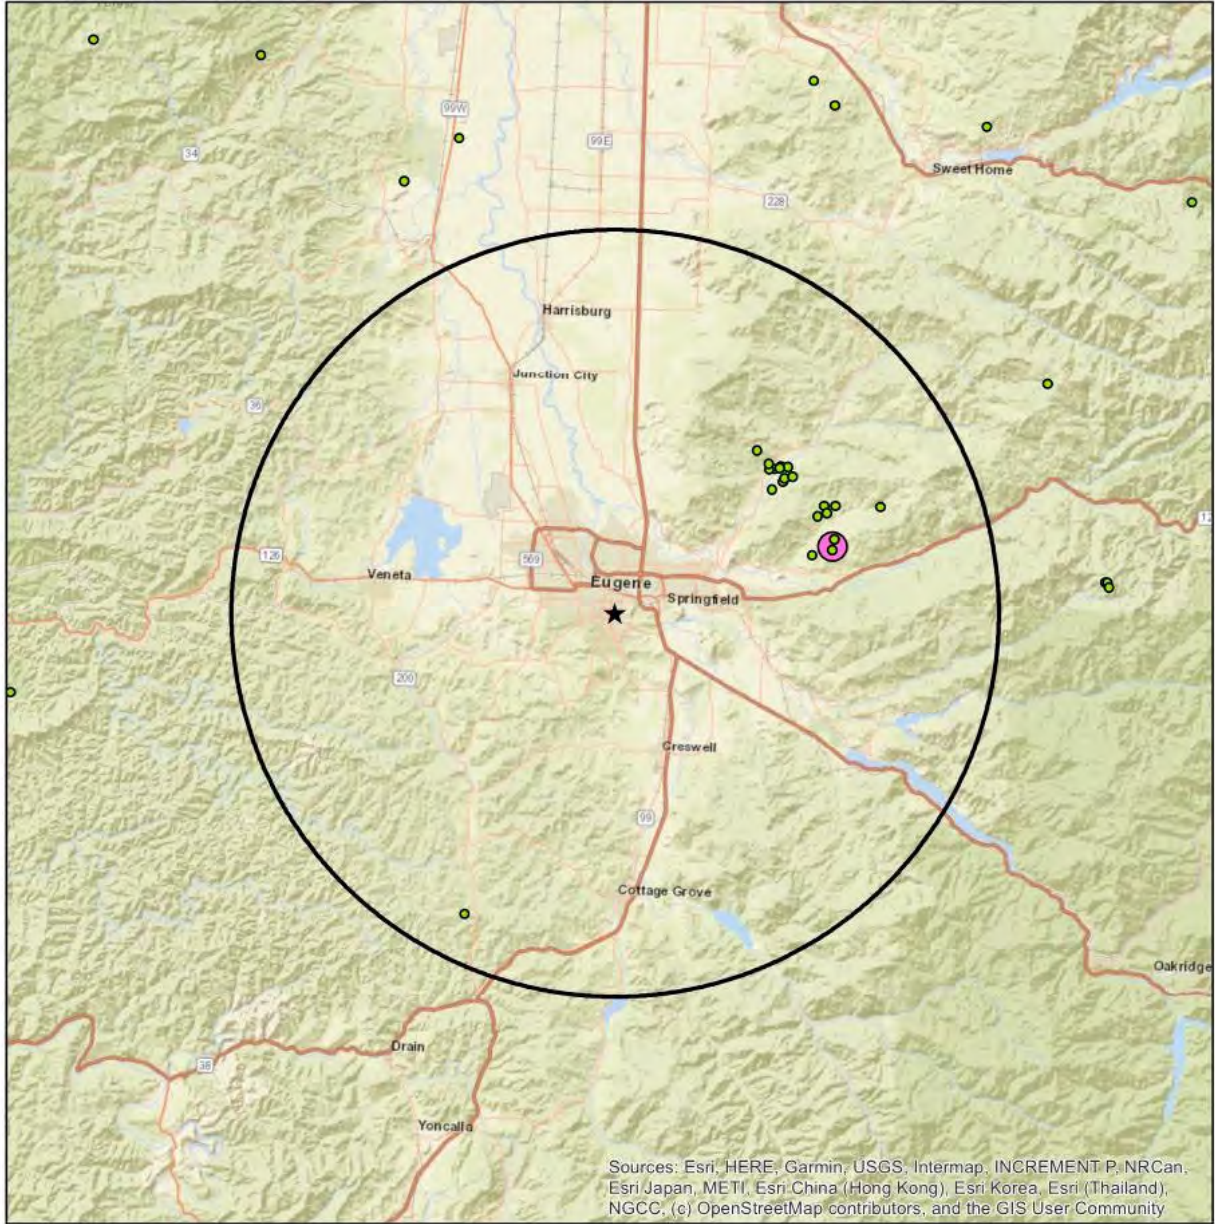 99W
99E
34
Sweet Home
228
Harrisburg
Junction City
36
126
569
Veneta
Eugene
Springfield
200
Creswell
99
Cottage Grove
Oakridge
Drain
38
Yoncalla
Sources: Esri, HERE, Garmin, USGS, Intermap, INCREMENT P, NRCan,
Esri Japan, METI, Esri China (Hong Kong), Esri Korea, Esri (Thailand),
NGCC, (c) OpenStreetMap contributors, and the GIS User Community